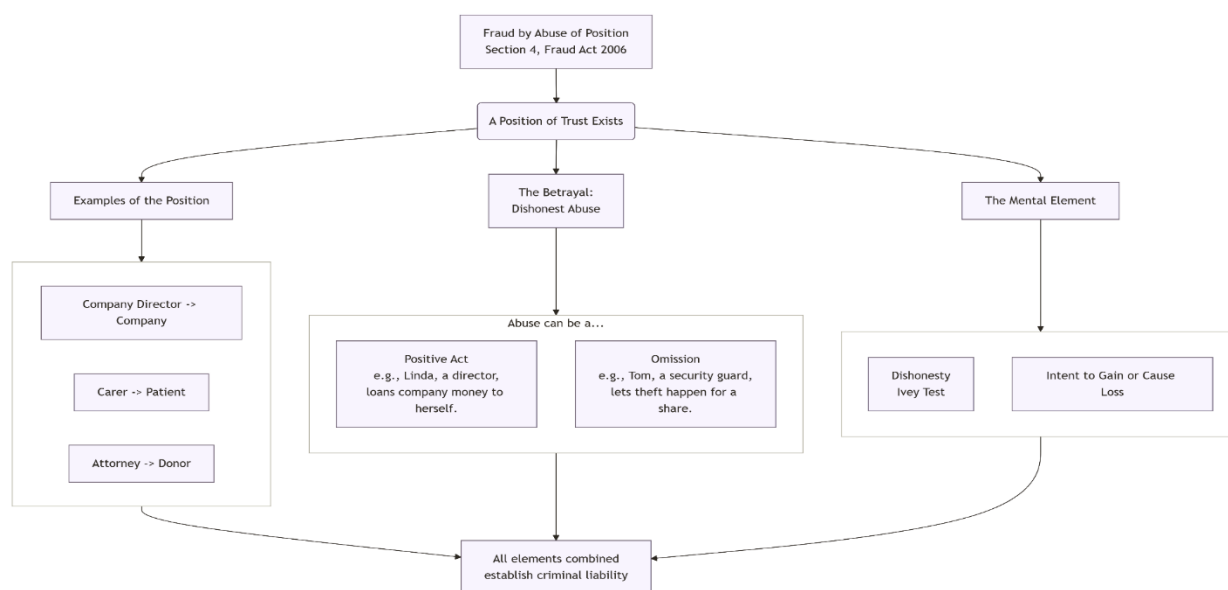 Fraud by Abuse of Position
Section 4, Fraud Act 2006
A Position of Trust Exists
Examples of the Position
The Betrayal:
Dishonest Abuse
The Mental Element
Company Director ->
Company
Carer -> Patient
Attorney -> Donor
Abuse can be a...
Positive Act
e.g., Linda, a director,
loans company money to
herself.
Omission
e.g., Tom, a security guard,
lets theft happen for a
share.
Dishonesty
Ivey Test
Intent to Gain or Cause
Loss
All elements combined
establish criminal liability